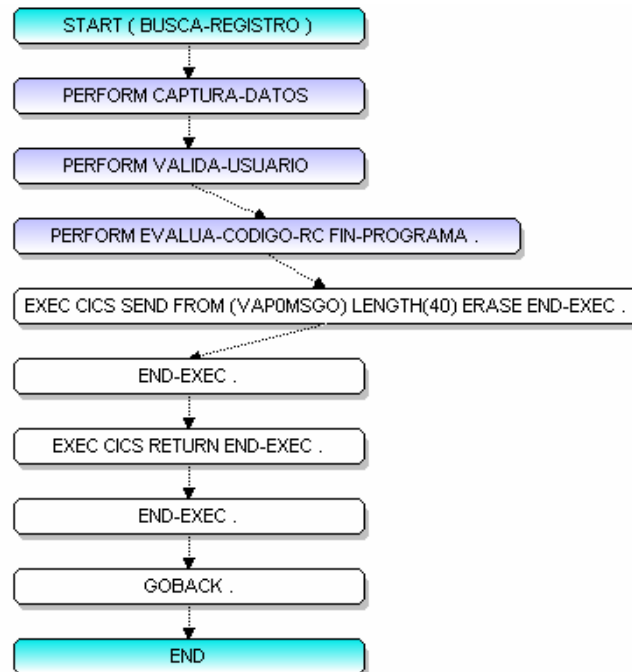 START ( BUSCA-REGISTRO )
PERFORM CAPTURA-DATOS
PERFORM VALIDA-USUARIO
PERFORM EVALUA-CODIGO-RC FIN-PROGRAMA .
EXEC CICS SEND FROM (VAP0MSGO) LENGTH(40) ERASE END-EXEC .
END-EXEC .
EXEC CICS RETURN END-EXEC .
END-EXEC .
GOBACK .
END